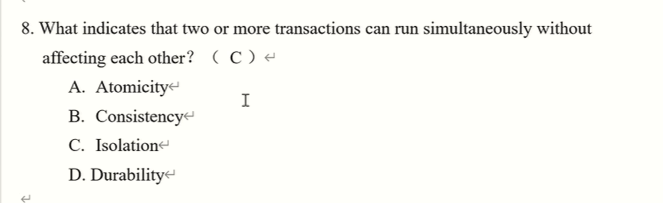 8. What indicates that two or more transactions can run simultaneously without
affecting each other? ( C )
A. Atomicity
B. Consistency
C. Isolation
D. Durability